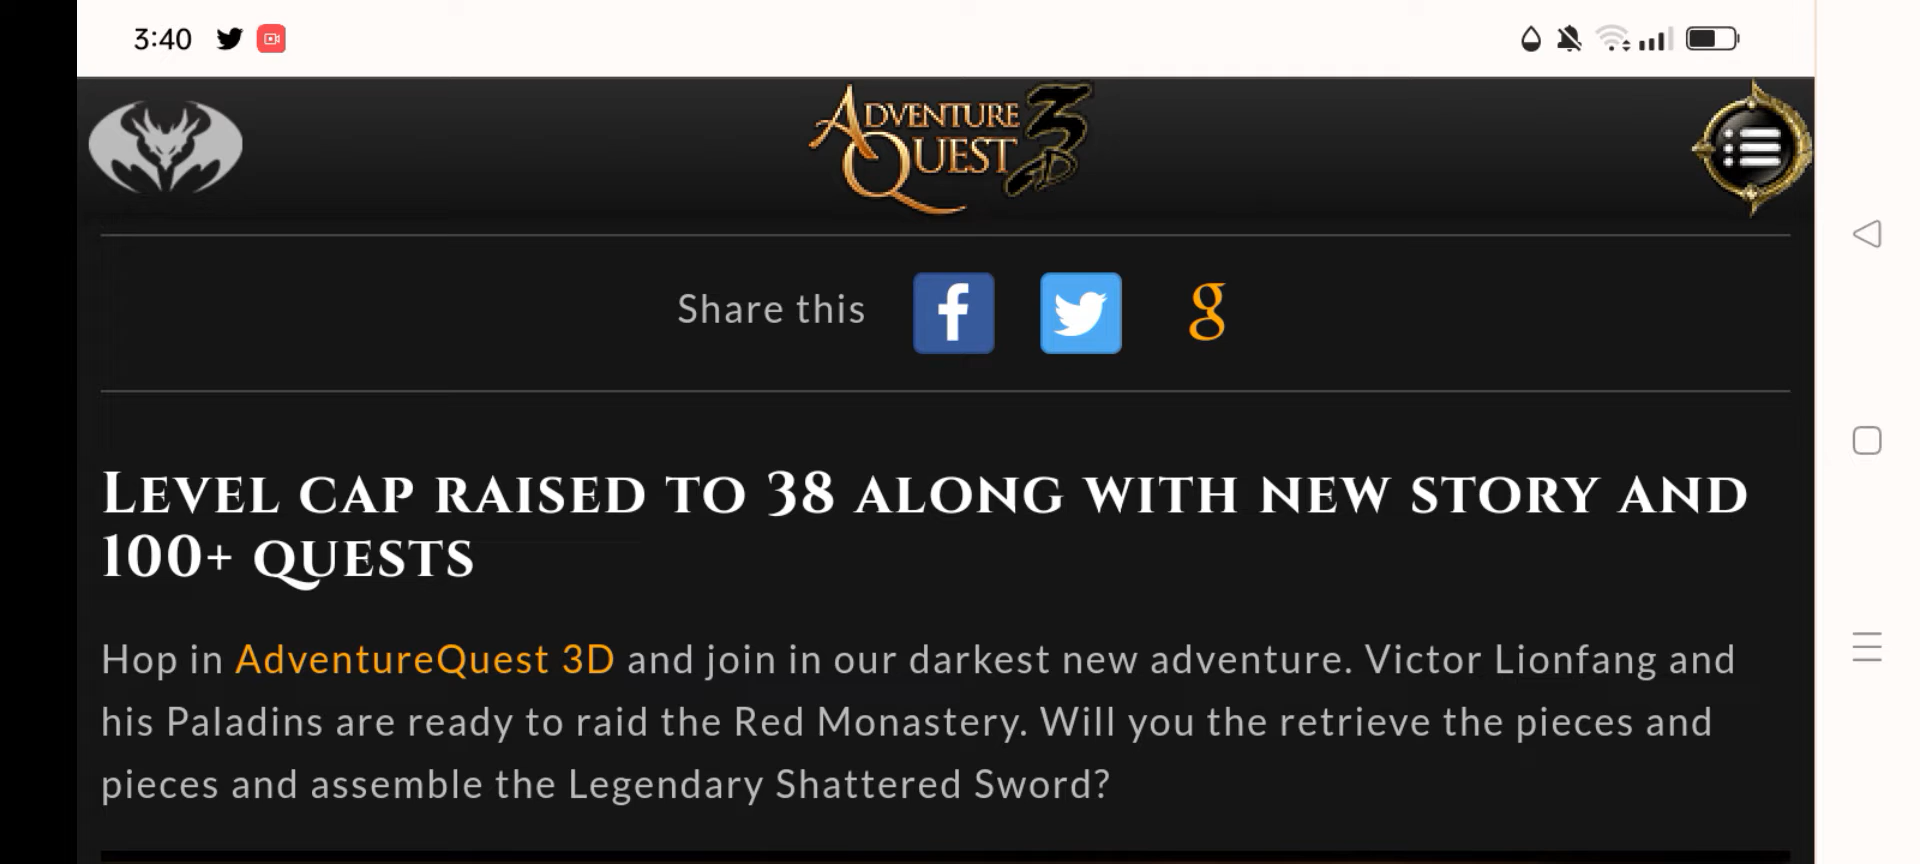 3:40
ADVENTURE 3D
QUEST
Share this
f
g
LEVEL CAP RAISED TO 38 ALONG WITH NEW STORY AND
100+ QUESTS
Hop in AdventureQuest 3D and join in our darkest new adventure. Victor Lionfang and
his Paladins are ready to raid the Red Monastery. Will you the retrieve the pieces and
pieces and assemble the Legendary Shattered Sword?